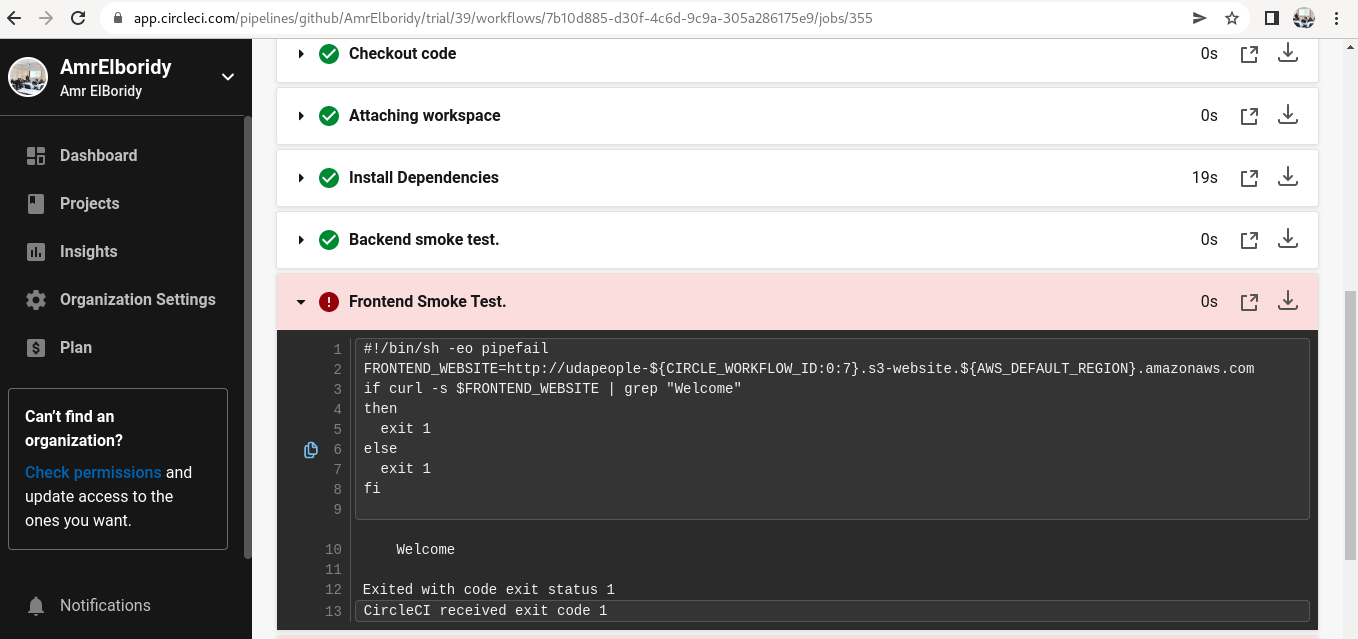 app.circleci.com/pipelines/github/AmrElboridy/trial/39/workflows/7b10d885-d30f-4c6d-9c9a-305a286175e9/jobs/355
AmrElboridy
Amr ElBoridy
Dashboard
Projects
Insights
Organization Settings
Plan
Can’t find an
organization?
Check permissions and
update access to the
ones you want.
Notifications
Checkout code 0s
Attaching workspace 0s
Install Dependencies 19s
Backend smoke test. 0s
Frontend Smoke Test. 0s
1 #!/bin/sh -eo pipefail
2 FRONTEND_WEBSITE=http://udapeople-${CIRCLE_WORKFLOW_ID:0:7}.s3-website.${AWS_DEFAULT_REGION}.amazonaws.com
3 if curl -s $FRONTEND_WEBSITE | grep "Welcome"
4 then
5   exit 1
6 else
7   exit 1
8 fi
9
10     Welcome
11
12 Exited with code exit status 1
13 CircleCI received exit code 1